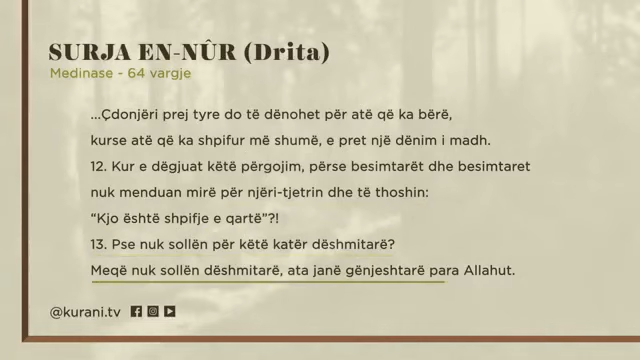 SURJA EN-NÛR (Drita)
Medinase - 64 vargje
...Çdonjëri prej tyre do të dënohet për atë që ka bërë,
kurse atë që ka shpifur më shumë, e pret një dënim i madh.
12. Kur e dëgjuat këtë përgojim, përse besimtarët dhe besimtaret
nuk menduan mirë për njëri-tjetrin dhe të thoshin:
“Kjo është shpifje e qartë”?!
13. Pse nuk sollën për këtë katër dëshmitarë?
Meqë nuk sollën dëshmitarë, ata janë gënjeshtarë para Allahut.
@kurani.tv